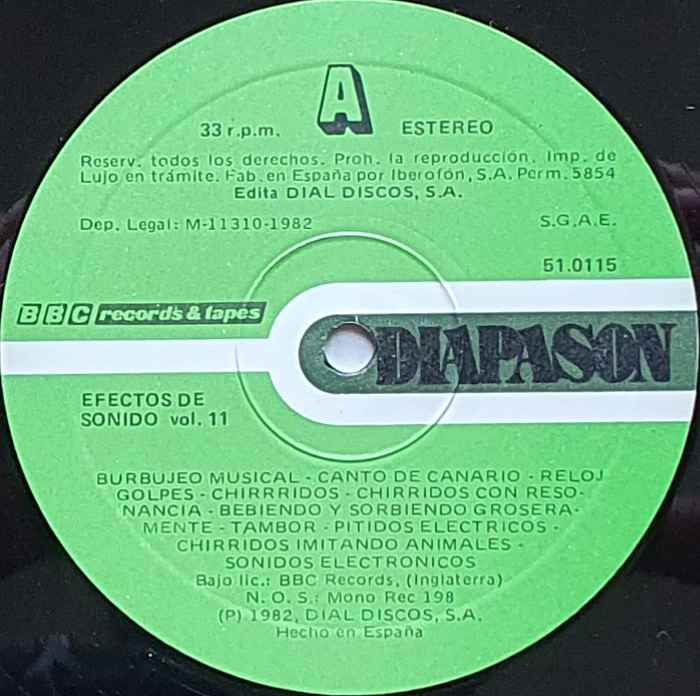 A
33 r.p.m. ESTEREO
Reserv. todos los derechos. Proh. la reproducción. Imp. de
Lujo en trámite. Fab. en España por Iberofón, S.A. Perm. 5854
Edita DIAL DISCOS, S.A.
Dep. Legal: M-11310-1982 S.G.A.E.
51.0115
BBC records & tapes
DIAPASON
EFECTOS DE
SONIDO vol. 11
BURBUJEO MUSICAL - CANTO DE CANARIO - RELOJ
GOLPES - CHIRRRIDOS - CHIRRIDOS CON RESO-
NANCIA - BEBIENDO Y SORBIENDO GROSERA-
MENTE - TAMBOR - PITIDOS ELECTRICOS -
CHIRRIDOS IMITANDO ANIMALES -
SONIDOS ELECTRONICOS
Bajo lic.: BBC Records, (Inglaterra)
N. O. S.: Mono Rec 198
(P) 1982, DIAL DISCOS, S.A.
Hecho en España